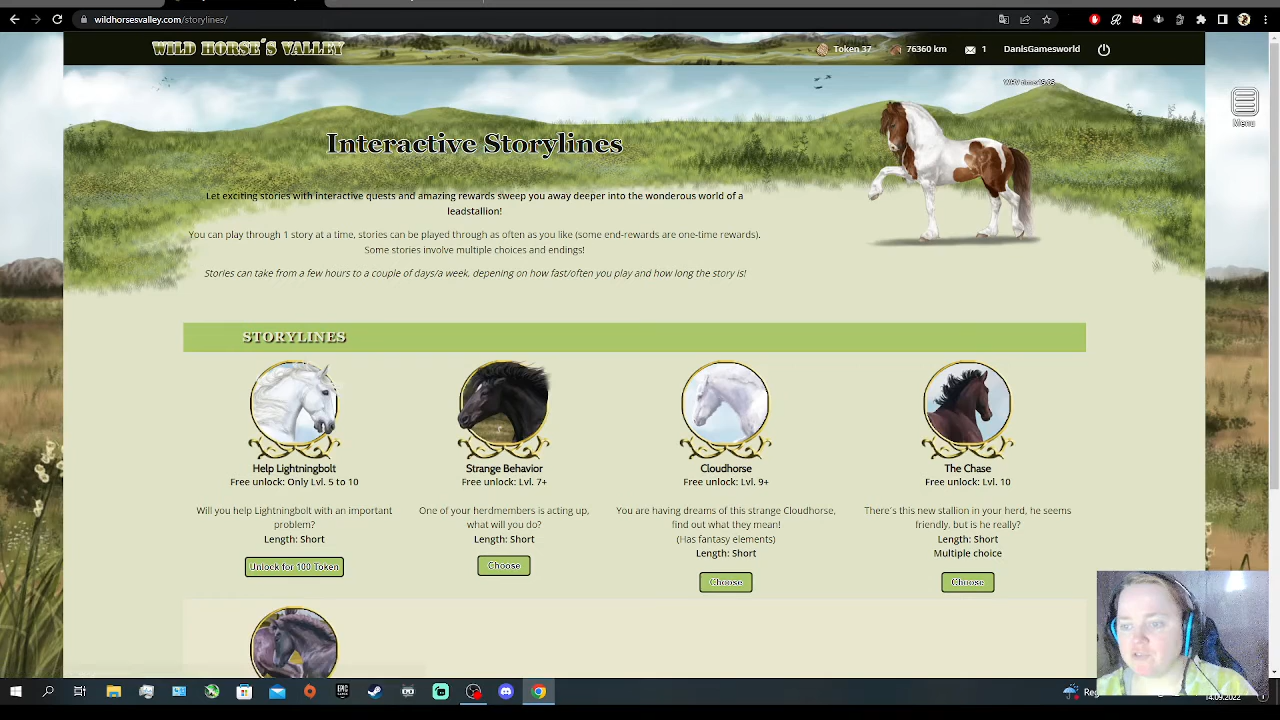 wildhorsesvalley.com/storylines/
WILD HORSE´S VALLEY
Token 37
76360 km
1
DanIsGamesworld
Menu
Interactive Storylines
Let exciting stories with interactive quests and amazing rewards sweep you away deeper into the wonderous world of a
leadstallion!
You can play through 1 story at a time, stories can be played through as often as you like (some end-rewards are one-time rewards).
Some stories involve multiple choices and endings!
Stories can take from a few hours to a couple of days/a week, depening on how fast/often you play and how long the story is!
STORYLINES
Help Lightningbolt
Free unlock: Only Lvl. 5 to 10
Will you help Lightningbolt with an important
problem?
Length: Short
Unlock for 100 Token
Strange Behavior
Free unlock: Lvl. 7+
One of your herdmembers is acting up,
what will you do?
Length: Short
Choose
Cloudhorse
Free unlock: Lvl. 9+
You are having dreams of this strange Cloudhorse,
find out what they mean!
(Has fantasy elements)
Length: Short
Choose
The Chase
Free unlock: Lvl. 10
There´s this new stallion in your herd, he seems
friendly. but is he really?
Length: Short
Multiple choice
Choose
EPIC
Reg
14.09.2022